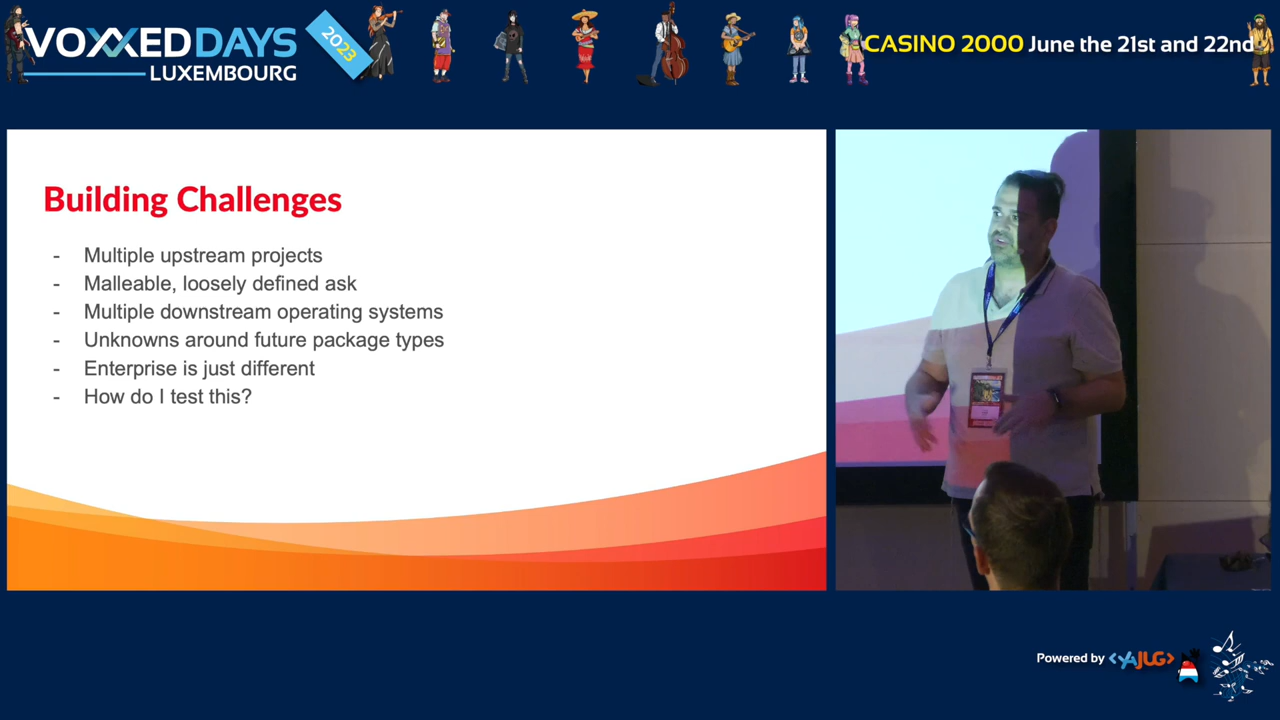 VOXXEDDAYS
LUXEMBOURG
2023
CASINO 2000 June the 21st and 22nd
Building Challenges
- Multiple upstream projects
- Malleable, loosely defined ask
- Multiple downstream operating systems
- Unknowns around future package types
- Enterprise is just different
- How do I test this?
Powered by <YAJUG>